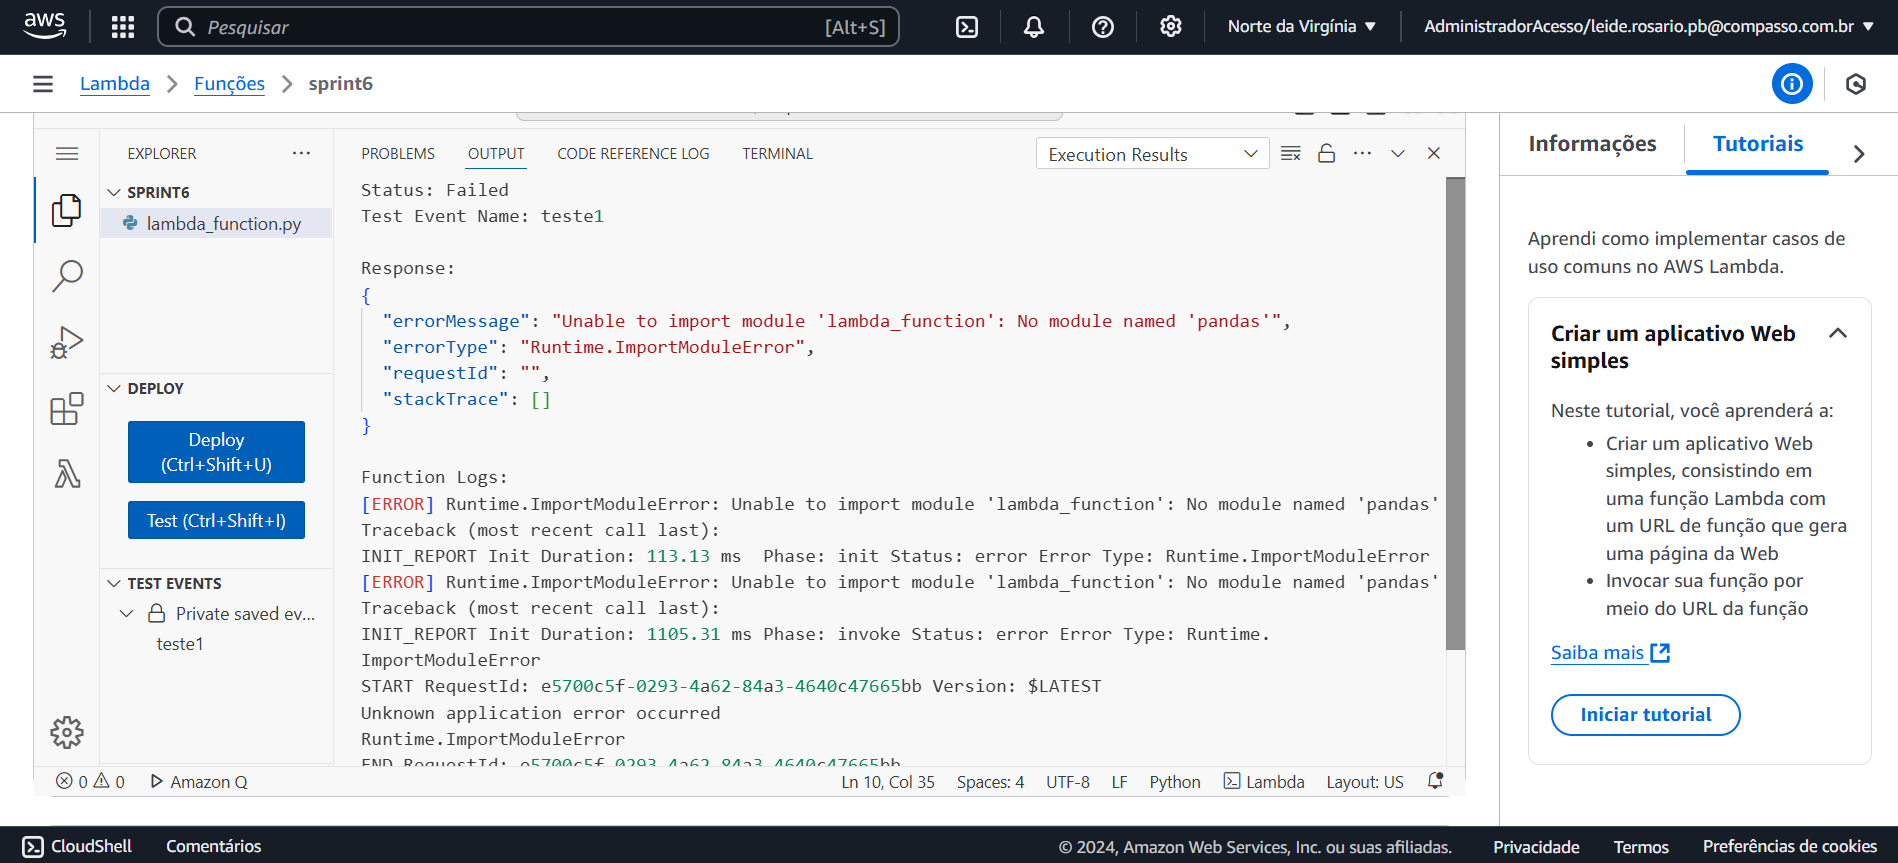 aws
Pesquisar
[Alt+S]
Norte da Virgínia
AdministradorAcesso/leide.rosario.pb@compasso.com.br
Lambda
Funções
sprint6
EXPLORER
SPRINT6
lambda_function.py
DEPLOY
Deploy
(Ctrl+Shift+U)
Test (Ctrl+Shift+I)
TEST EVENTS
Private saved ev...
teste1
PROBLEMS
OUTPUT
CODE REFERENCE LOG
TERMINAL
Execution Results
Status: Failed
Test Event Name: teste1
Response:
{
"errorMessage": "Unable to import module 'lambda_function': No module named 'pandas'",
"errorType": "Runtime.ImportModuleError",
"requestId": "",
"stackTrace": []
}
Function Logs:
[ERROR] Runtime.ImportModuleError: Unable to import module 'lambda_function': No module named 'pandas'
Traceback (most recent call last):
INIT_REPORT Init Duration: 113.13 ms  Phase: init Status: error Error Type: Runtime.ImportModuleError
[ERROR] Runtime.ImportModuleError: Unable to import module 'lambda_function': No module named 'pandas'
Traceback (most recent call last):
INIT_REPORT Init Duration: 1105.31 ms Phase: invoke Status: error Error Type: Runtime.
ImportModuleError
START RequestId: e5700c5f-0293-4a62-84a3-4640c47665bb Version: $LATEST
Unknown application error occurred
Runtime.ImportModuleError
END RequestId: e5700c5f-0293-4a62-84a3-4640c47665bb
0
0
Amazon Q
Ln 10, Col 35
Spaces: 4
UTF-8
LF
Python
Lambda
Layout: US
Informações
Tutoriais
Aprendi como implementar casos de
uso comuns no AWS Lambda.
Criar um aplicativo Web
simples
Neste tutorial, você aprenderá a:
• Criar um aplicativo Web
simples, consistindo em
uma função Lambda com
um URL de função que gera
uma página da Web
• Invocar sua função por
meio do URL da função
Saiba mais
Iniciar tutorial
CloudShell
Comentários
© 2024, Amazon Web Services, Inc. ou suas afiliadas.
Privacidade
Termos
Preferências de cookies